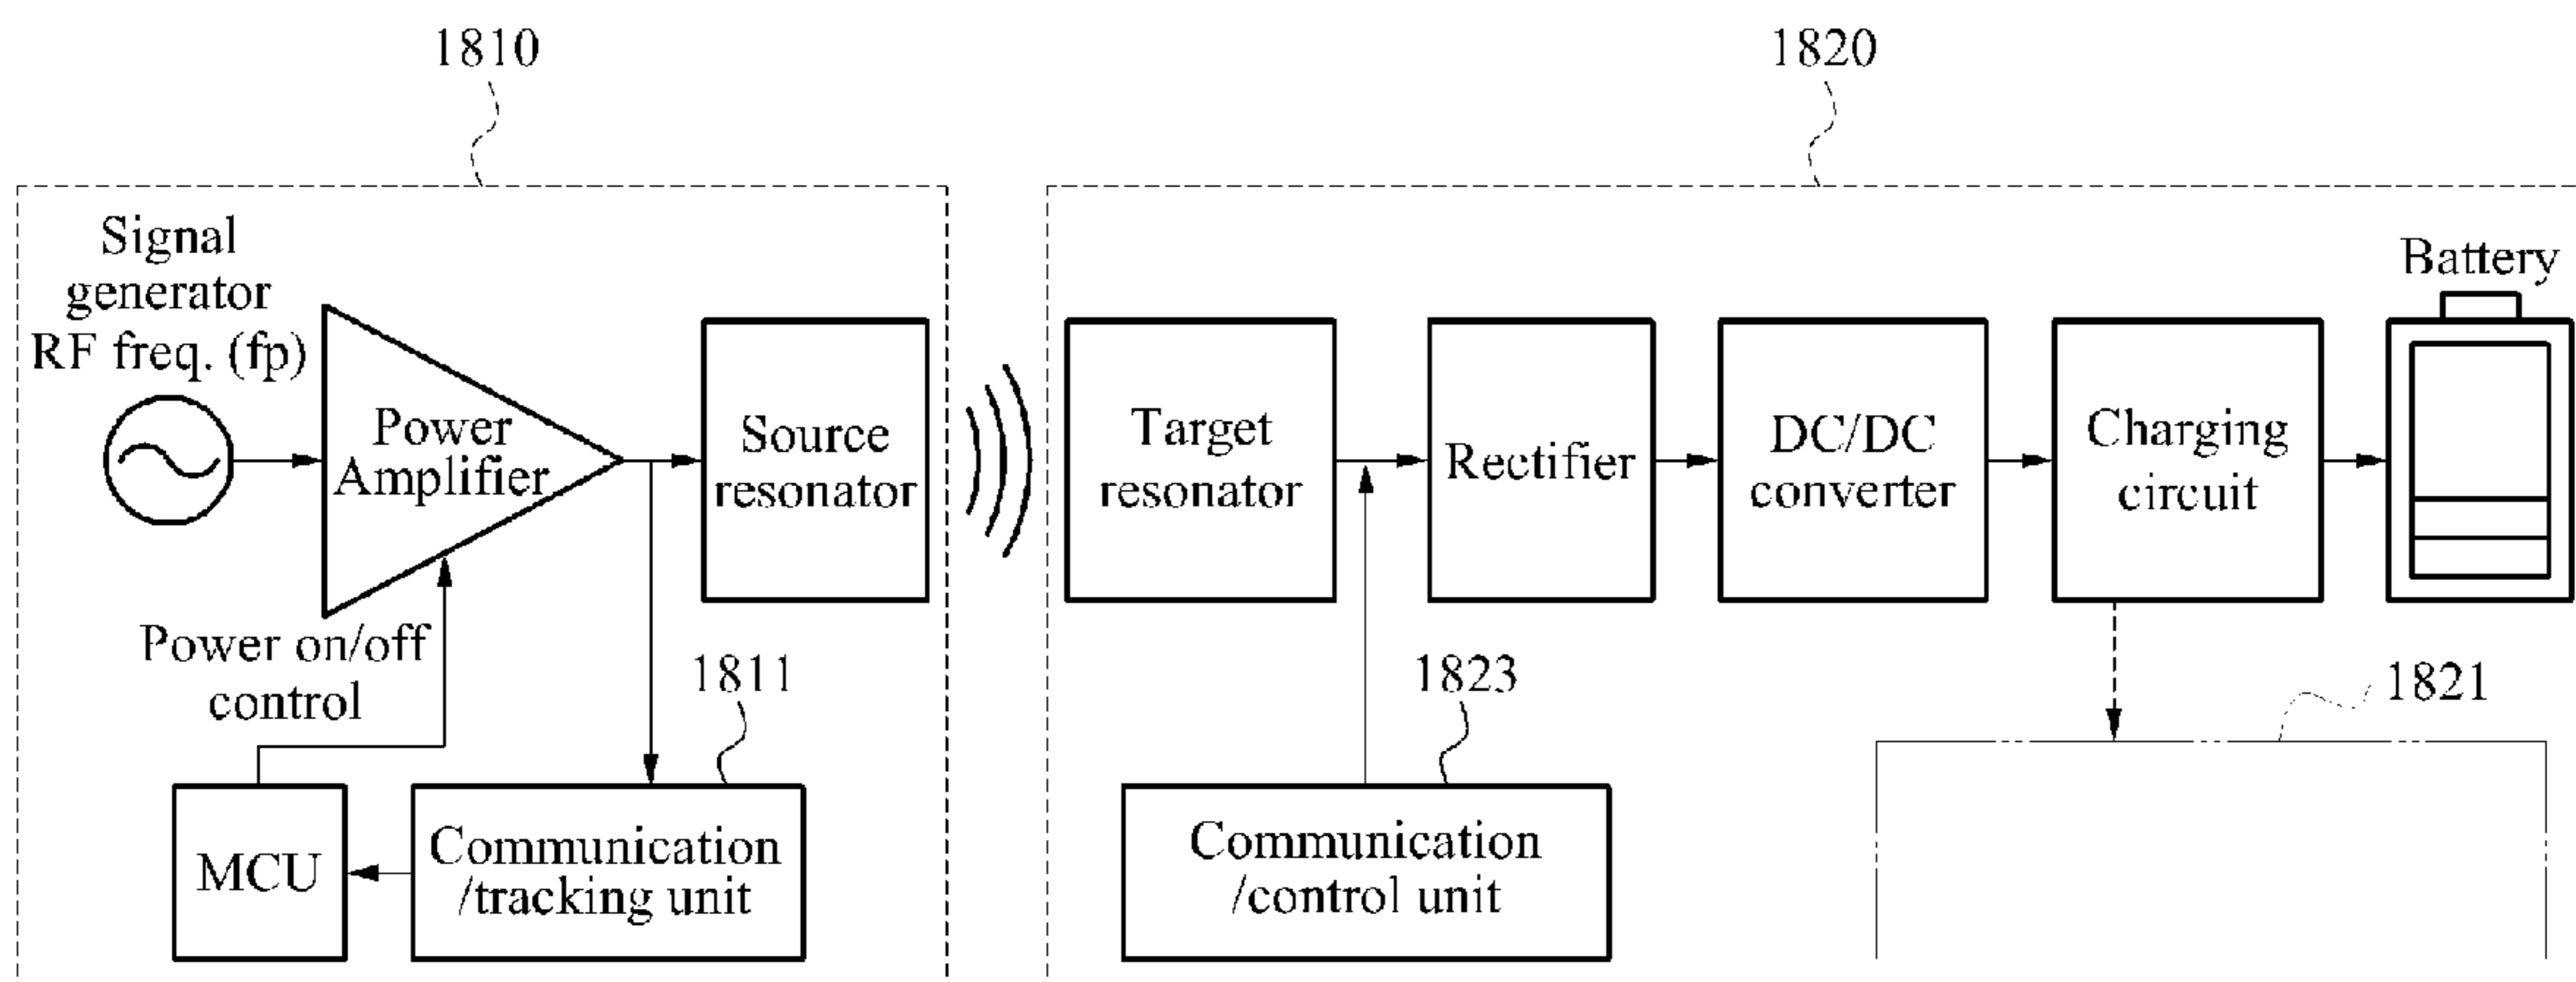 1810
1820
Signal
generator
RF freq. (fp)
Battery
Power
Amplifier
Source
resonator
Target
resonator
Rectifier
DC/DC
converter
Charging
circuit
Power on/off
control
1811
1823
1821
MCU
Communication
/tracking unit
Communication
/control unit